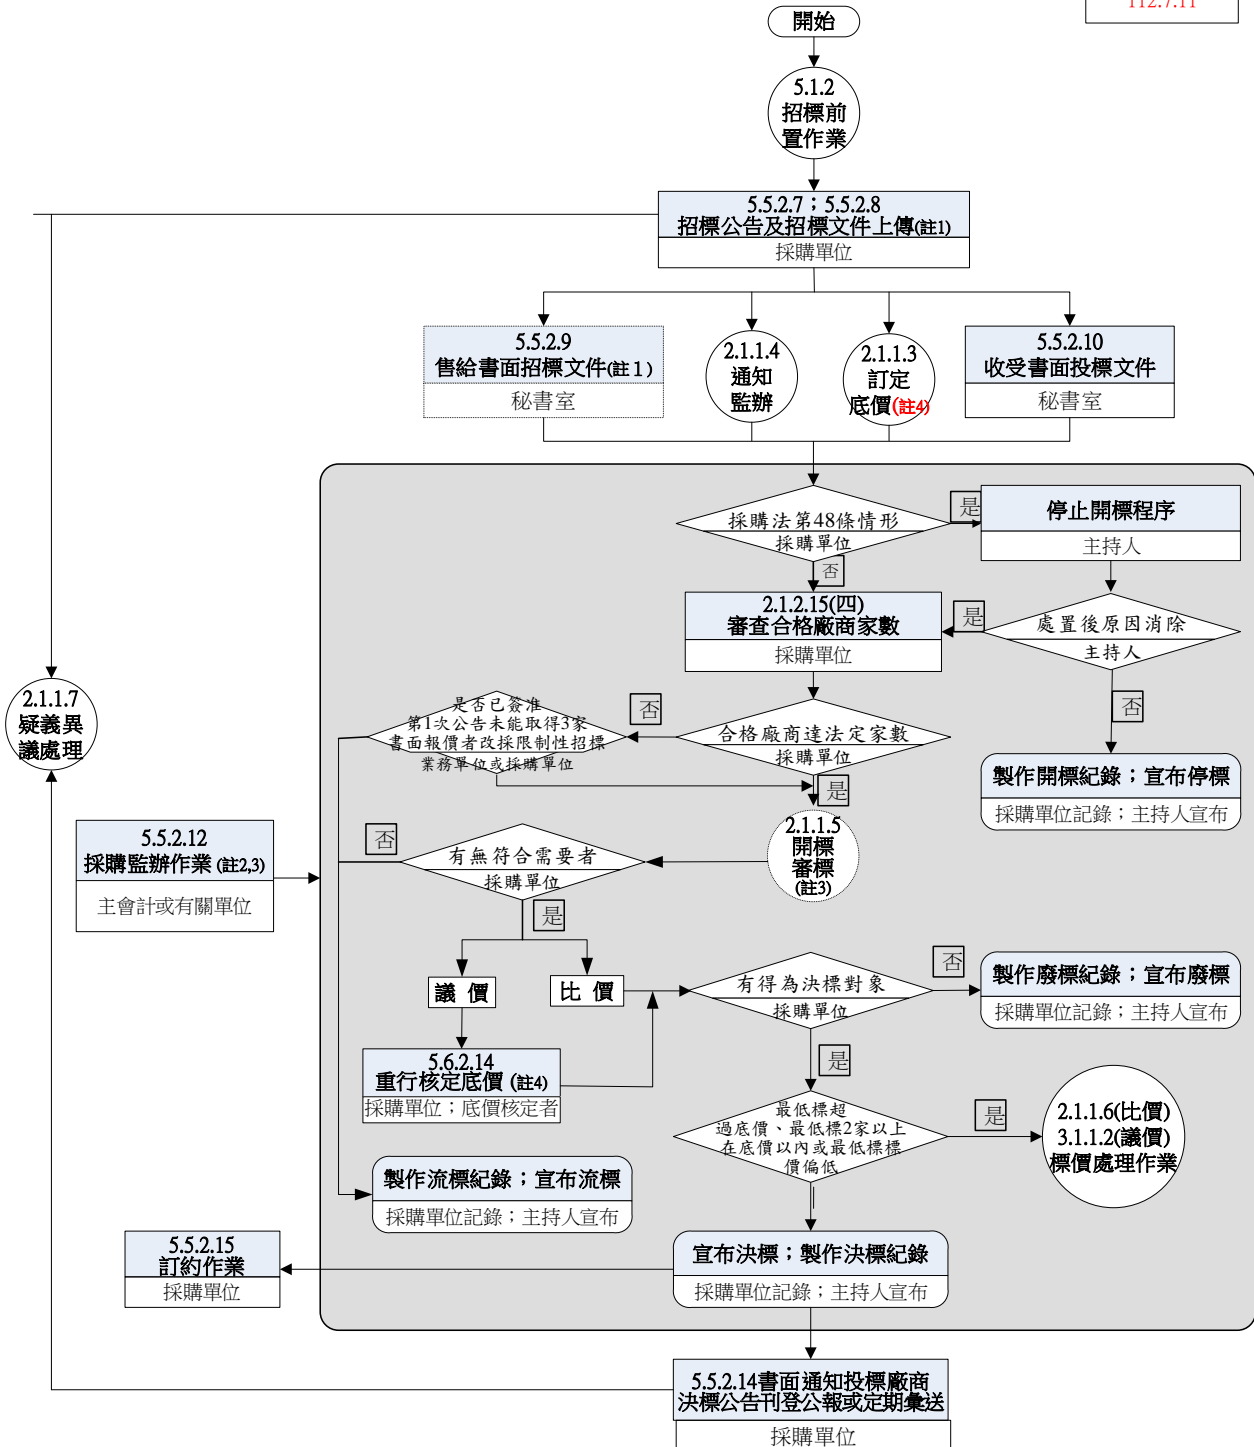 112.7.11
開始
5.1.2
招標前
置作業
5.5.2.7；5.5.2.8
招標公告及招標文件上傳(註1)
採購單位
5.5.2.9
售給書面招標文件(註１)
秘書室
2.1.1.4
通知
監辦
2.1.1.3
訂定
底價(註4)
5.5.2.10
收受書面投標文件
秘書室
採購法第48條情形
採購單位
是
停止開標程序
主持人
否
2.1.2.15(四)
審查合格廠商家數
採購單位
是
處置後原因消除
主持人
否
2.1.1.7
疑義異
議處理
是否已簽准
第1次公告未能取得3家
書面報價者改採限制性招標
業務單位或採購單位
否
合格廠商達法定家數
採購單位
是
製作開標紀錄；宣布停標
採購單位記錄；主持人宣布
5.5.2.12
採購監辦作業(註2,3)
主會計或有關單位
否
有無符合需要者
採購單位
是
2.1.1.5
開標
審標
(註3)
議 價
比 價
有得為決標對象
採購單位
否
製作廢標紀錄；宣布廢標
採購單位記錄；主持人宣布
是
5.6.2.14
重行核定底價(註4)
採購單位；底價核定者
最低標超
過底價、最低標2家以上
在底價以內或最低標標
價偏低
是
2.1.1.6(比價)
3.1.1.2(議價)
標價處理作業
製作流標紀錄；宣布流標
採購單位記錄；主持人宣布
5.5.2.15
訂約作業
採購單位
宣布決標；製作決標紀錄
採購單位記錄；主持人宣布
5.5.2.14書面通知投標廠商
決標公告刊登公報或定期彙送
採購單位